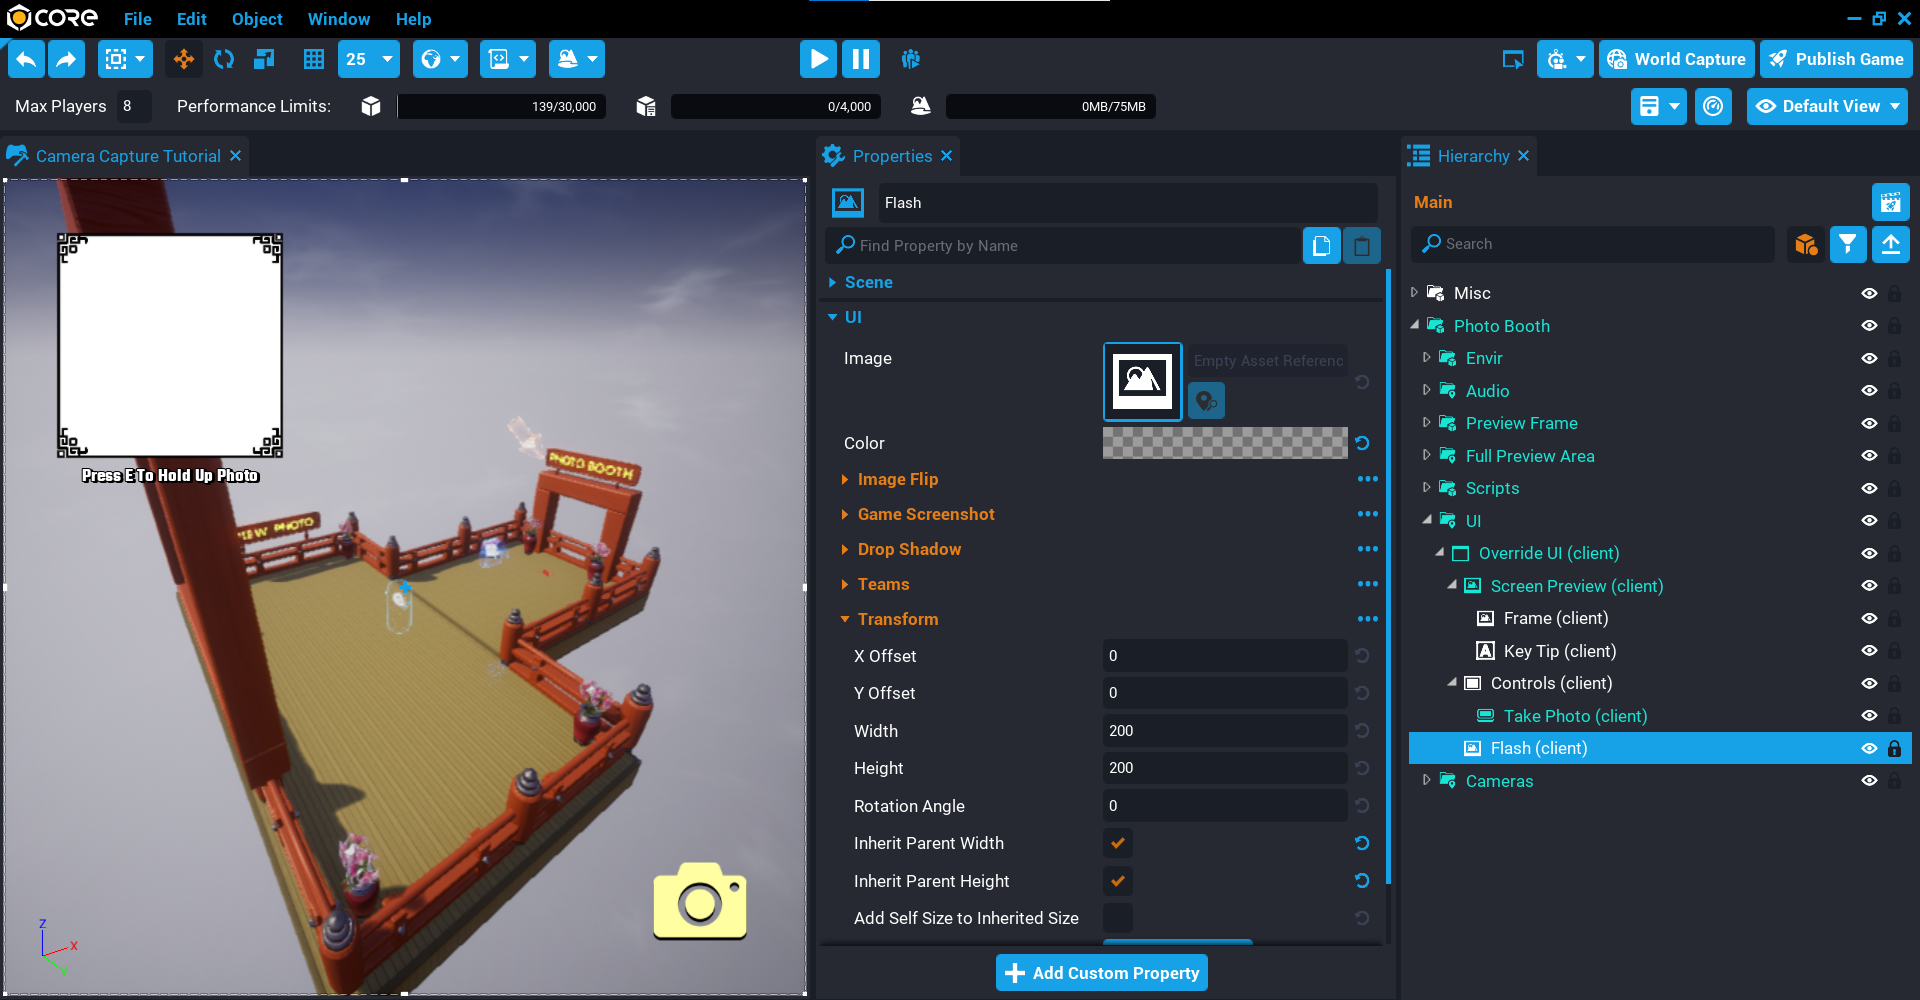 CORE File Edit Object Window Help
25 World Capture Publish Game
Max Players 8 Performance Limits: 139/30,000 0/4,000 0MB/75MB Default View
Camera Capture Tutorial
Press E To Hold Up Photo
PHOTO BOOTH
PHOTO
Z
X
Y
Properties
Flash
Find Property by Name
Scene
UI
Image Empty Asset Referenc
Color
Image Flip
Game Screenshot
Drop Shadow
Teams
Transform
X Offset 0
Y Offset 0
Width 200
Height 200
Rotation Angle 0
Inherit Parent Width
Inherit Parent Height
Add Self Size to Inherited Size
Add Custom Property
Hierarchy
Main
Search
Misc
Photo Booth
Envir
Audio
Preview Frame
Full Preview Area
Scripts
UI
Override UI (client)
Screen Preview (client)
Frame (client)
A Key Tip (client)
Controls (client)
Take Photo (client)
Flash (client)
Cameras